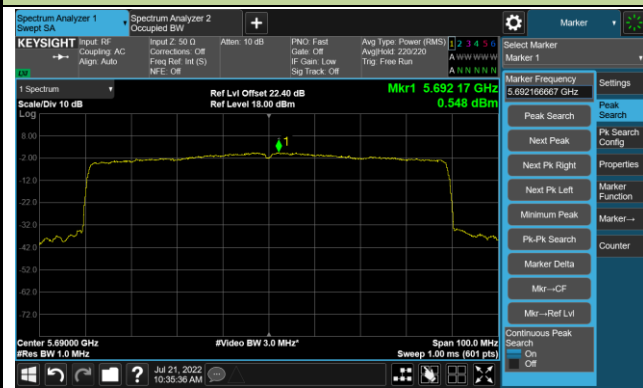 Spectrum Analyzer 1
Swept SA
Spectrum Analyzer 2
Occupied BW
Marker
KEYSIGHT
Input: RF
Coupling: AC
Align: Auto
Input Z: 50 Ω
Corrections: Off
Freq Ref: Int (S)
NFE: Off
Atten: 10 dB
PNO: Fast
Gate: Off
IF Gain: Low
Sig Track: Off
Avg Type: Power (RMS)
Avg|Hold: 220/220
Trig: Free Run
1 2 3 4 5 6
A W W W W W
A N N N N N
LXI
Select Marker
Marker 1
1 Spectrum
Scale/Div 10 dB
Log
Ref Lvl Offset 22.40 dB
Ref Level 18.00 dBm
Mkr1 5.692 17 GHz
0.548 dBm
8.00
-2.00
-12.0
-22.0
-32.0
-42.0
-52.0
-62.0
-72.0
1
Center 5.69000 GHz
#Res BW 1.0 MHz
#Video BW 3.0 MHz*
Span 100.0 MHz
Sweep 1.00 ms (601 pts)
Marker Frequency
5.692166667 GHz
Peak Search
Next Peak
Next Pk Right
Next Pk Left
Minimum Peak
Pk-Pk Search
Marker Delta
Mkr→CF
Mkr→Ref Lvl
Continuous Peak
Search
On
Off
Settings
Peak
Search
Pk Search
Config
Properties
Marker
Function
Marker→
Counter
Jul 21, 2022
10:35:36 AM